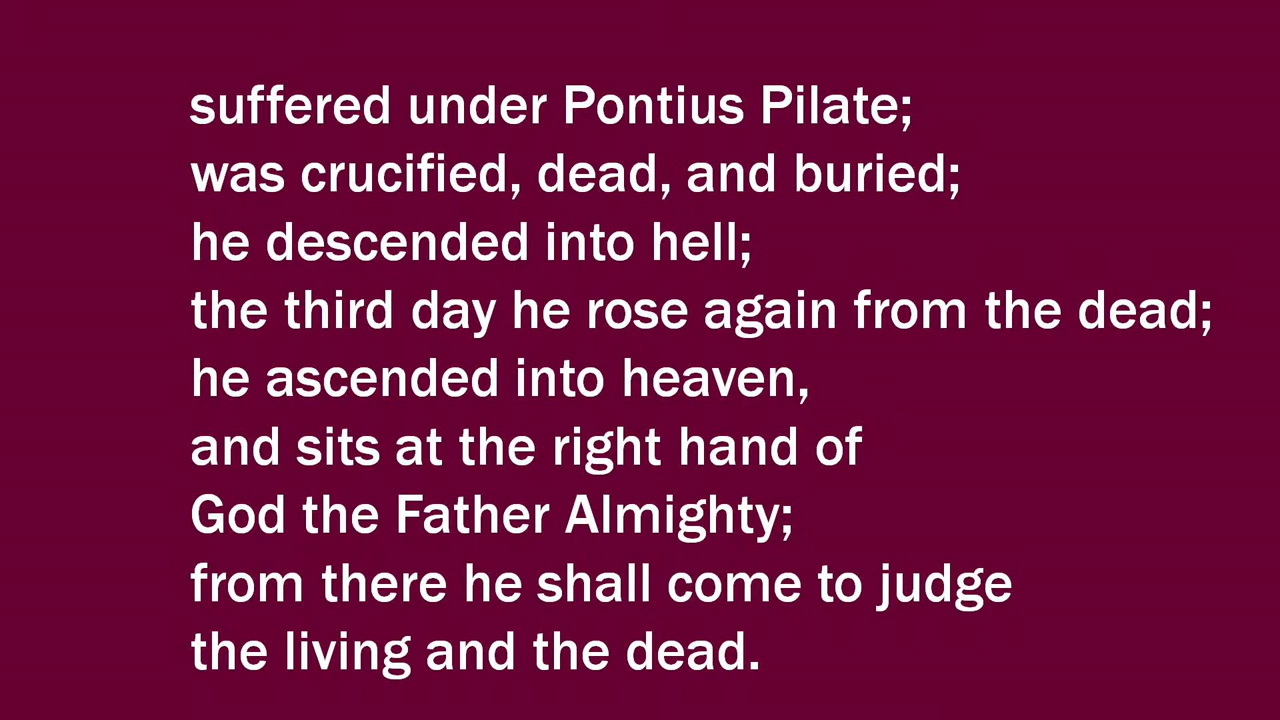 suffered under Pontius Pilate;
was crucified, dead, and buried;
he descended into hell;
the third day he rose again from the dead;
he ascended into heaven,
and sits at the right hand of
God the Father Almighty;
from there he shall come to judge
the living and the dead.